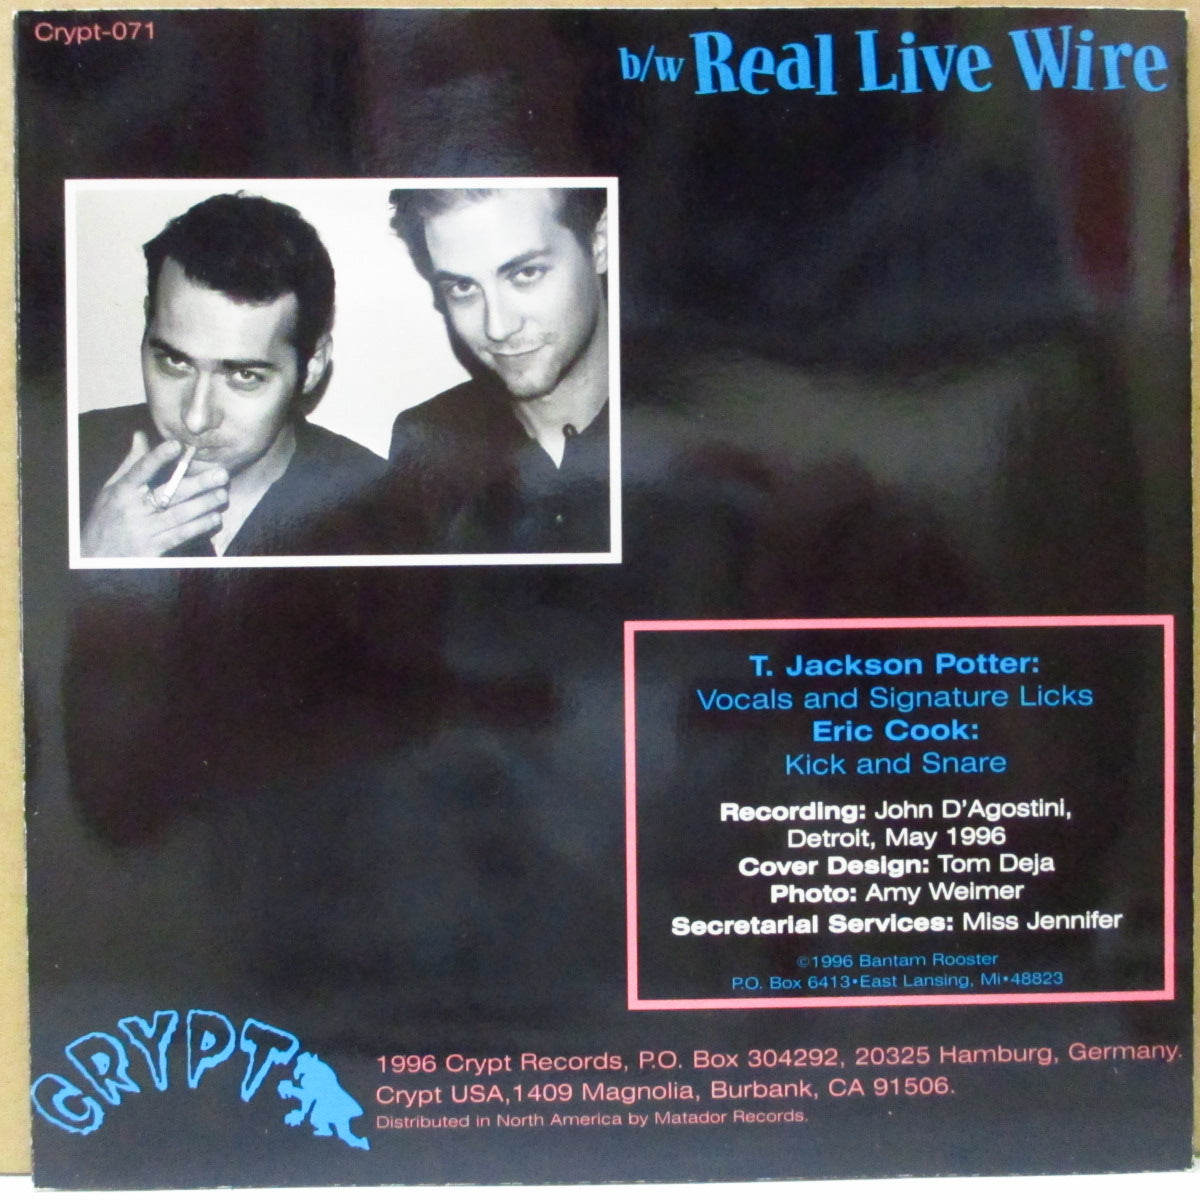 Crypt-071
b/w Real Live Wire
T. Jackson Potter:
Vocals and Signature Licks
Eric Cook:
Kick and Snare
Recording: John D'Agostini,
Detroit, May 1996
Cover Design: Tom Deja
Photo: Amy Weimer
Secretarial Services: Miss Jennifer
©1996 Bantam Rooster
P.O. Box 6413•East Lansing, Mi•48823
CRYPT
1996 Crypt Records, P.O. Box 304292, 20325 Hamburg, Germany.
Crypt USA,1409 Magnolia, Burbank, CA 91506.
Distributed in North America by Matador Records.